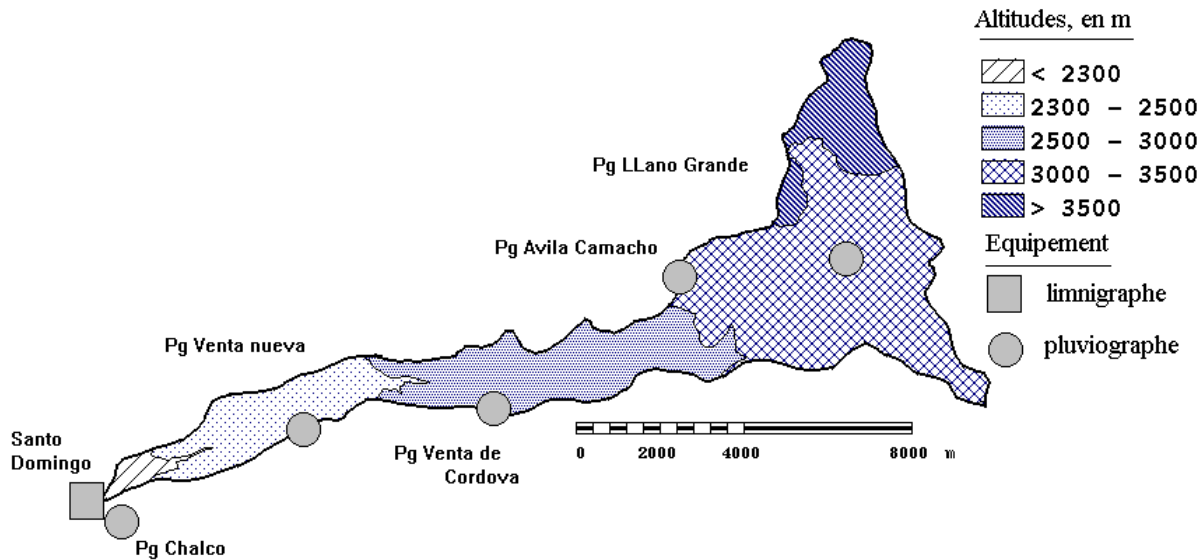 Altitudes, en m
< 2300
2300 - 2500
2500 - 3000
3000 - 3500
> 3500
Equipement
limnigraphe
pluviographe
Pg LLano Grande
Pg Avila Camacho
Pg Venta nueva
Santo
Domingo
Pg Venta de
Cordova
Pg Chalco
0 2000 4000 8000 m